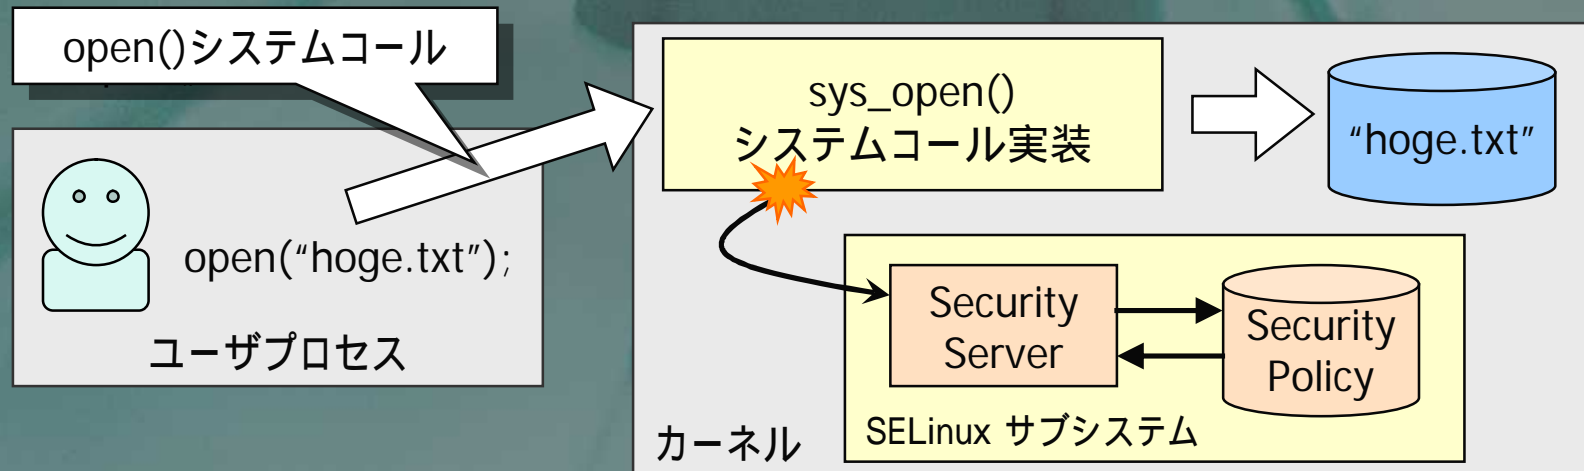 open()システムコール
open("hoge.txt");
ユーザプロセス
sys_open()
システムコール実装
“hoge.txt”
Security
Server
Security
Policy
SELinux サブシステム
カーネル